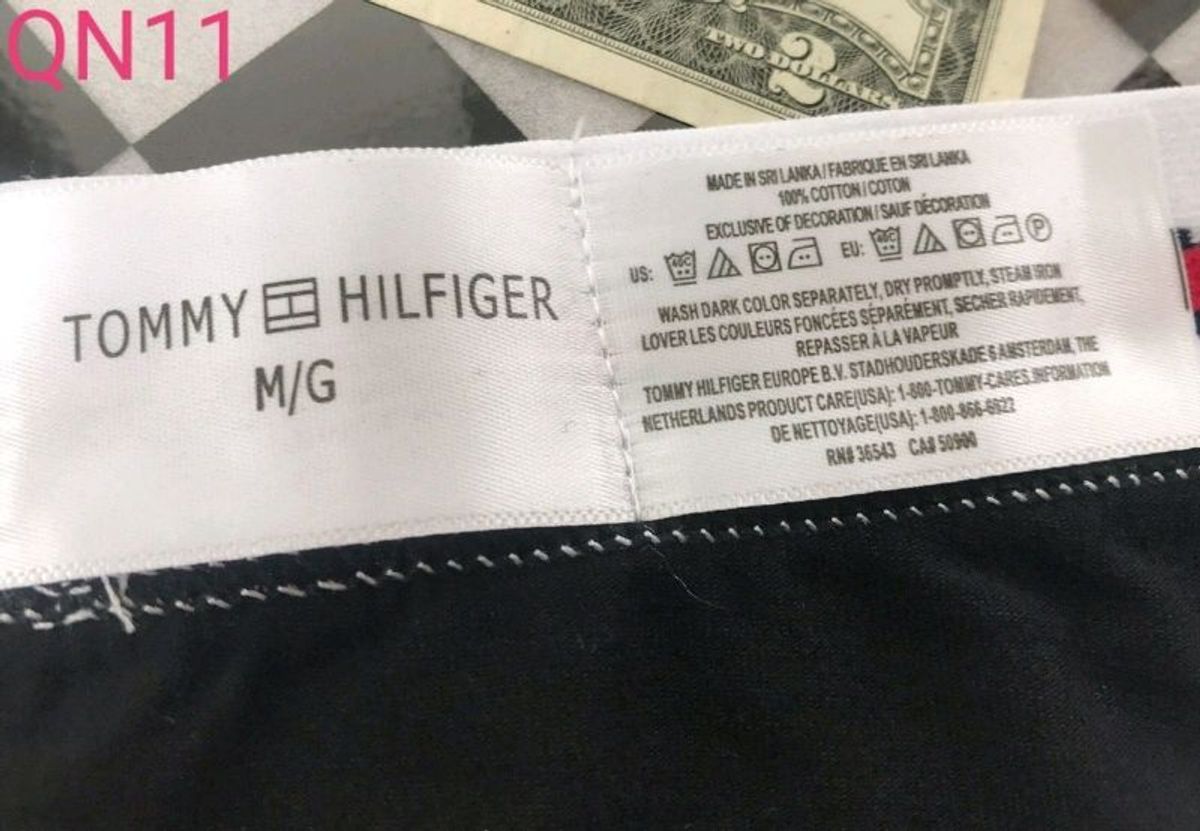 QN11
TWO DOLLARS
2
TOMMY HILFIGER
M/G
MADE IN SRI LANKA / FABRIQUE EN SRI LANKA
100% COTTON / COTON
EXCLUSIVE OF DECORATION / SAUF DÉCORATION
US: 40C EU: 40C P
WASH DARK COLOR SEPARATELY, DRY PROMPTLY, STEAM IRON
LOVER LES COULEURS FONCÉES SÉPARÉMENT, SECHER RAPIDEMENT,
REPASSER À LA VAPEUR
TOMMY HILFIGER EUROPE B.V. STADHOUDERSKADE 6 AMSTERDAM, THE
NETHERLANDS PRODUCT CARE(USA): 1-800-TOMMY-CARES.INFORMATION
DE NETTOYAGE(USA): 1-800-866-6922
RN# 36543 CA# 50900